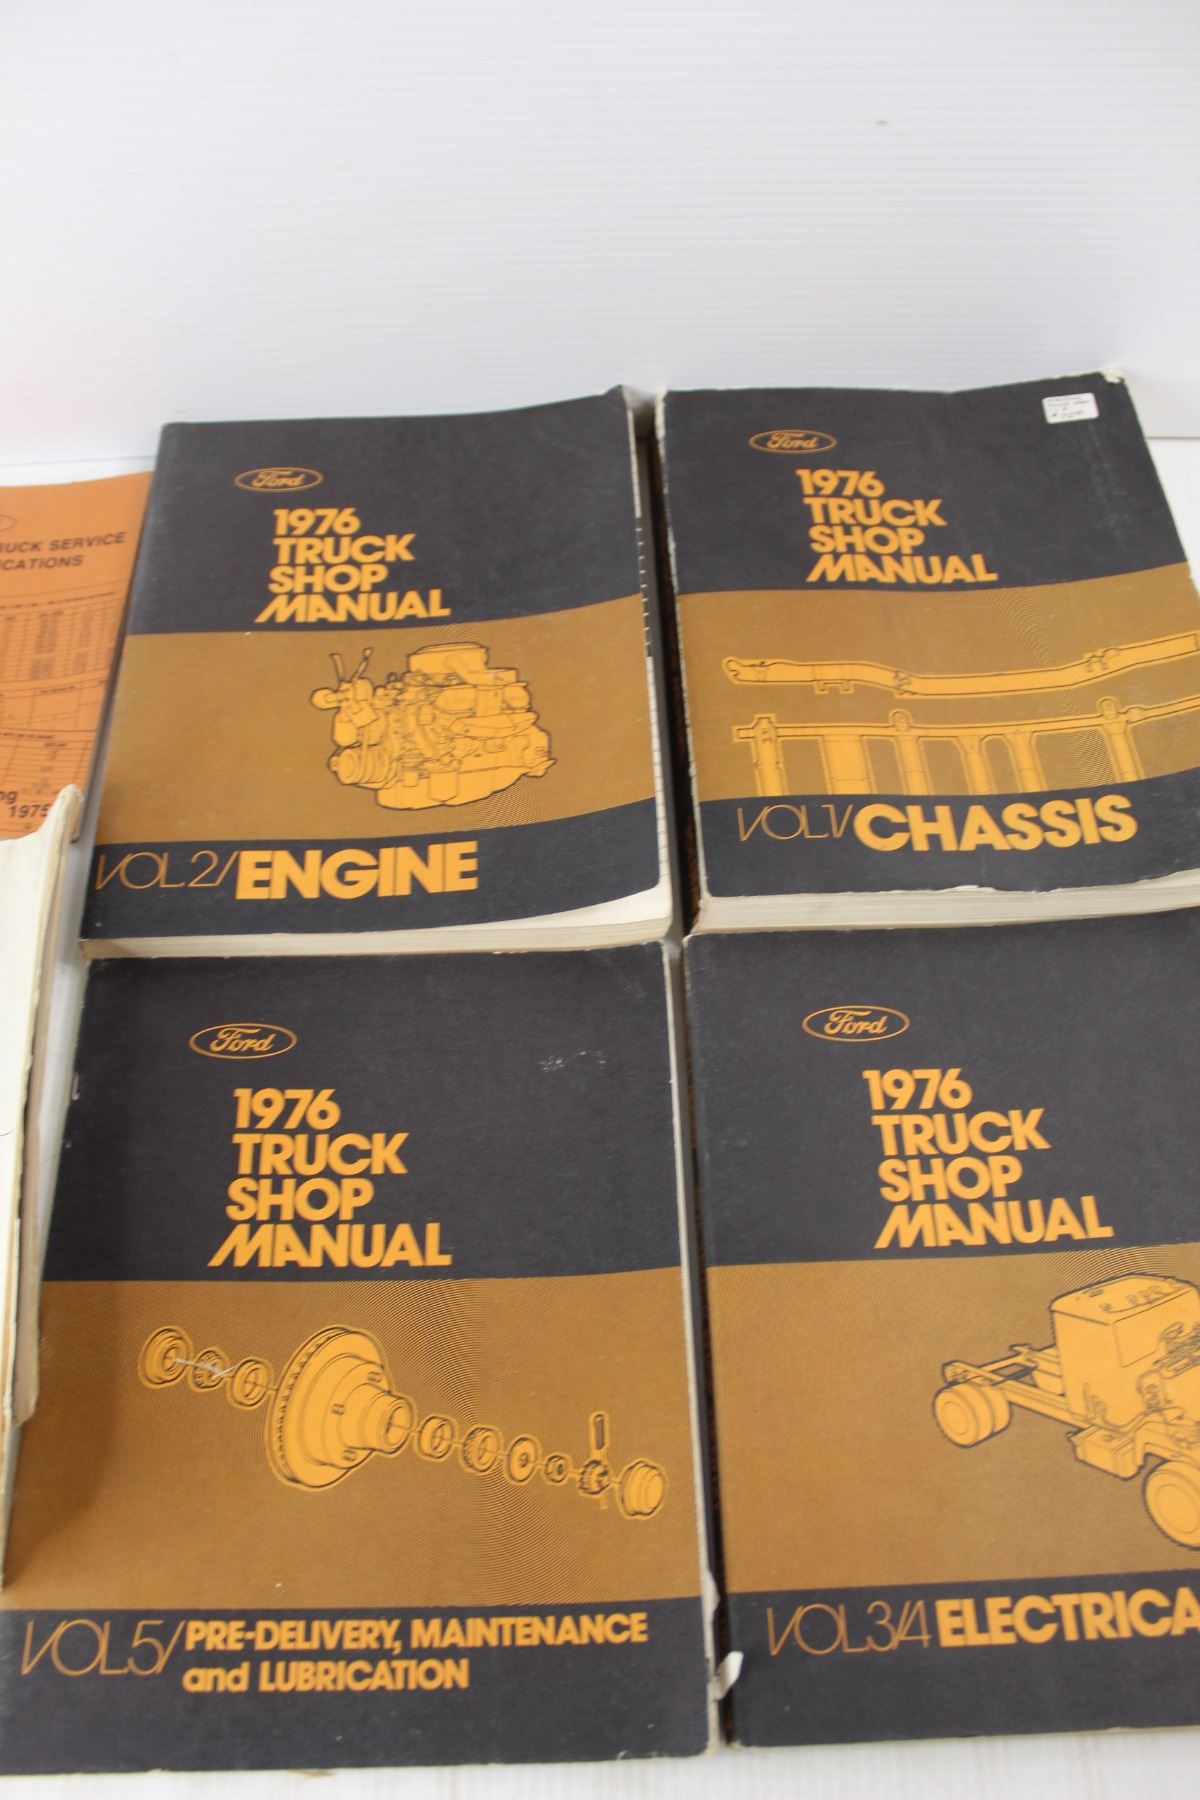 RUCK SERVICE
CATIONS
1975
Ford
1976
TRUCK
SHOP
MANUAL
VOL.2/ENGINE
Ford
1976
TRUCK
SHOP
MANUAL
VOL.1/CHASSIS
Ford
1976
TRUCK
SHOP
MANUAL
VOL.5/PRE-DELIVERY, MAINTENANCE
and LUBRICATION
Ford
1976
TRUCK
SHOP
MANUAL
VOL.3/4 ELECTRICA